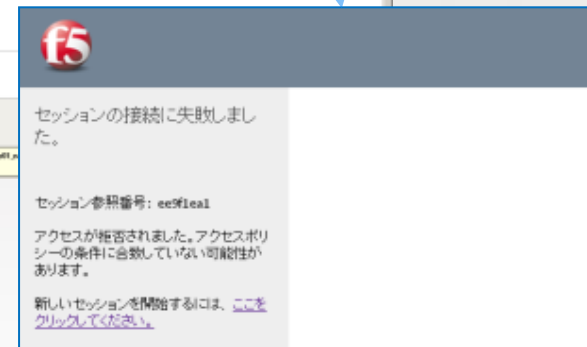 f5
セッションの接続に失敗しまし
た。
セッション参照番号: ee9f1ea1
アクセスが拒否されました。アクセスポリ
シーの条件に合致していない可能性が
あります。
新しいセッションを開始するには、ここを
クリックしてください。